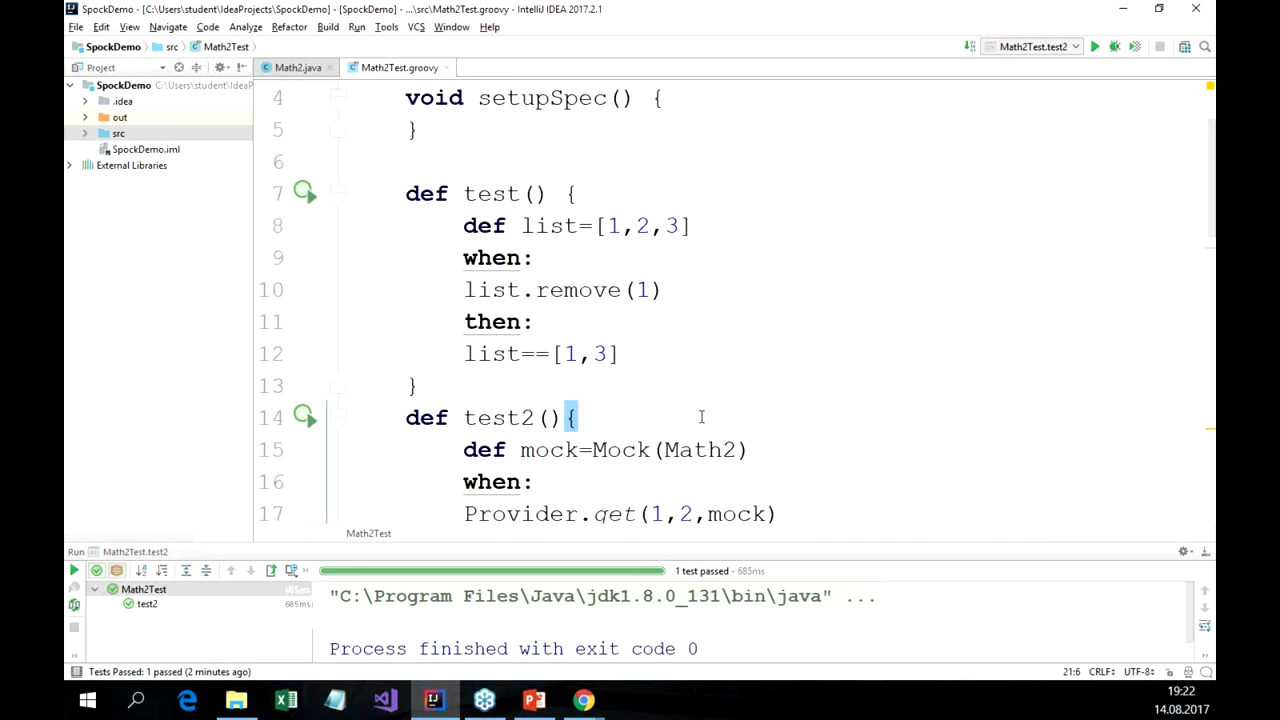 SpockDemo - [C:\Users\student\IdeaProjects\SpockDemo] - [SpockDemo] - ...\src\Math2Test.groovy - IntelliJ IDEA 2017.2.1
File Edit View Navigate Code Analyze Refactor Build Run Tools VCS Window Help
SpockDemo src Math2Test
Math2Test.test2
Project
Math2.java
Math2Test.groovy
SpockDemo C:\Users\student\IdeaP
.idea
out
src
SpockDemo.iml
External Libraries
4 void setupSpec() {
5 }
6
7 def test() {
8 def list=[1,2,3]
9 when:
10 list.remove(1)
11 then:
12 list==[1,3]
13 }
14 def test2(){
15 def mock=Mock(Math2)
16 when:
17 Provider.get(1,2,mock)
Math2Test
Run Math2Test.test2
1 test passed - 685ms
Math2Test 685ms
test2 685ms
"C:\Program Files\Java\jdk1.8.0_131\bin\java" ...
Process finished with exit code 0
Tests Passed: 1 passed (2 minutes ago)
21:6 CRLF÷ UTF-8÷
19:22
14.08.2017